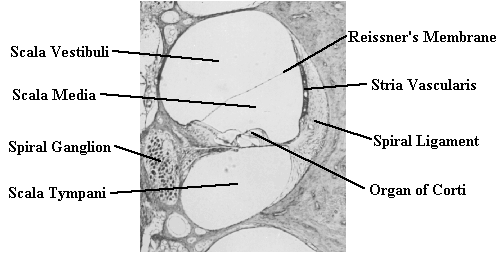 Scala Vestibuli
Scala Media
Spiral Ganglion
Scala Tympani
Reissner's Membrane
Stria Vascularis
Spiral Ligament
Organ of Corti